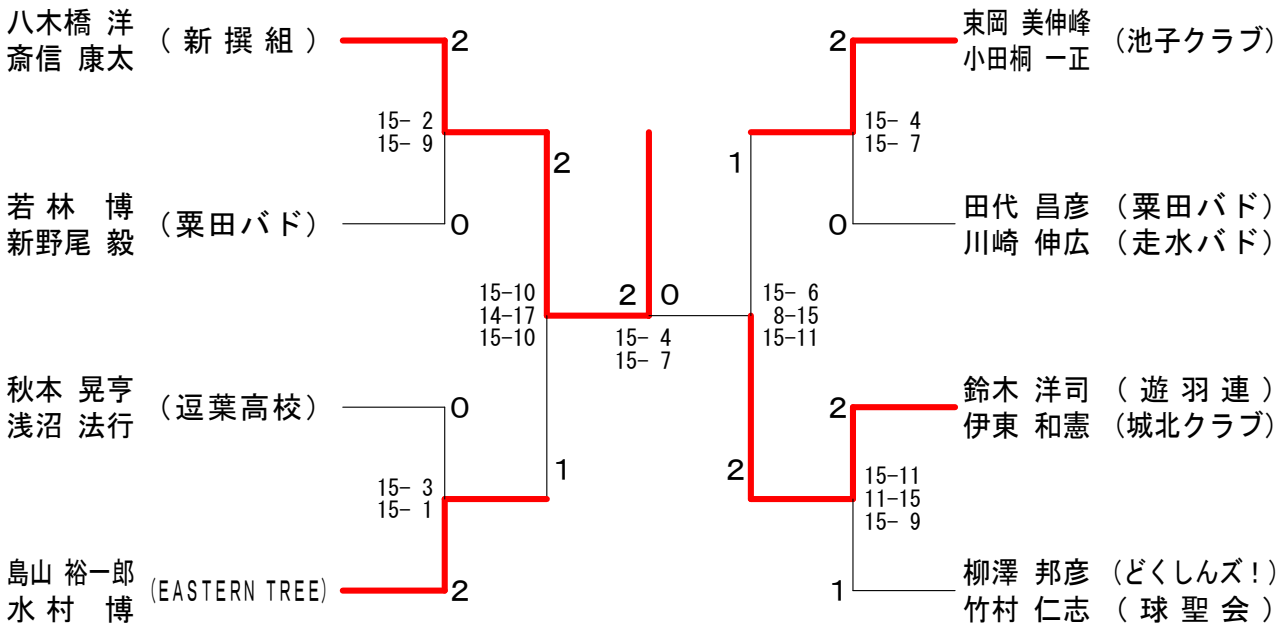 八木橋 洋
斎信 康太
( 新 撰 組 )
2
15- 2
15- 9
若 林 博
新野尾 毅
(粟田バド)
0
2
15-10
14-17
15-10
秋本 晃亨
浅沼 法行
(逗葉高校)
0
15- 3
15- 1
1
島山 裕一郎
水 村 博
(EASTERN TREE)
2
2 0
15- 4
15- 7
東岡 美伸峰
小田桐 一正
(池子クラブ)
2
15- 4
15- 7
1
田代 昌彦 (粟田バド)
川崎 伸広 (走水バド)
0
15- 6
8-15
15-11
鈴木 洋司 ( 遊 羽 連 )
伊東 和憲 (城北クラブ)
2
2
15-11
11-15
15- 9
柳澤 邦彦 (どくしんズ!)
竹村 仁志 ( 球 聖 会 )
1